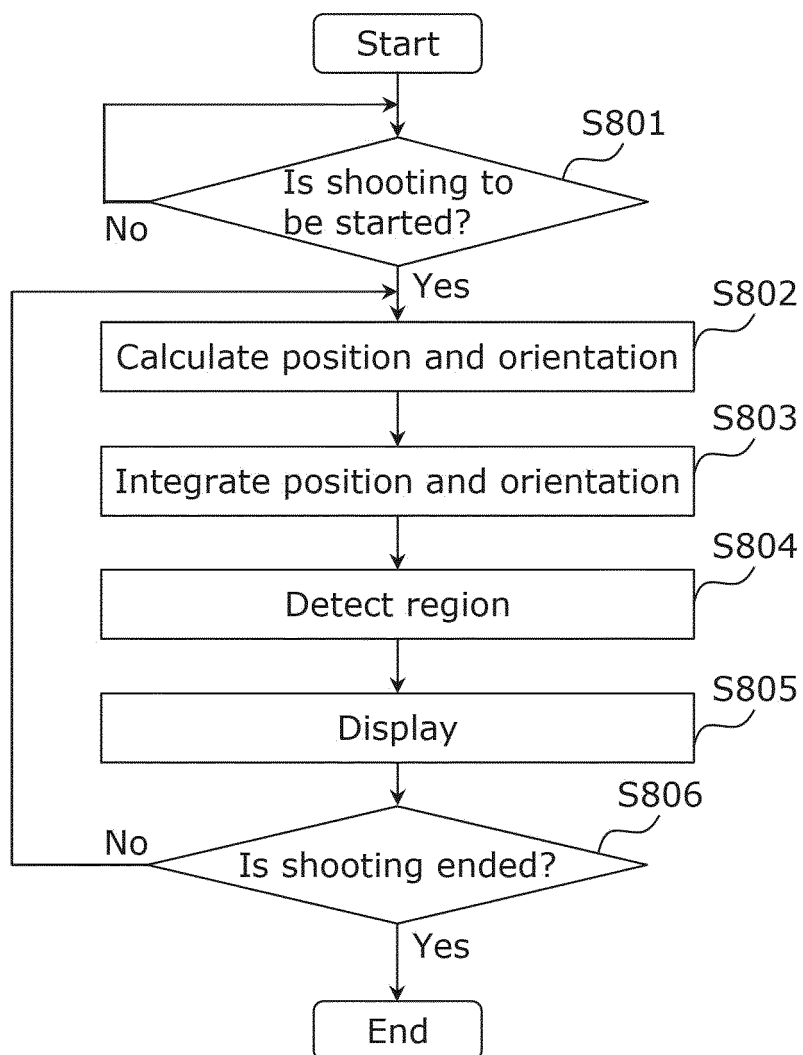 Start
S801
Is shooting to
be started?
No
Yes
S802
Calculate position and orientation
S803
Integrate position and orientation
S804
Detect region
S805
Display
S806
No
Is shooting ended?
Yes
End